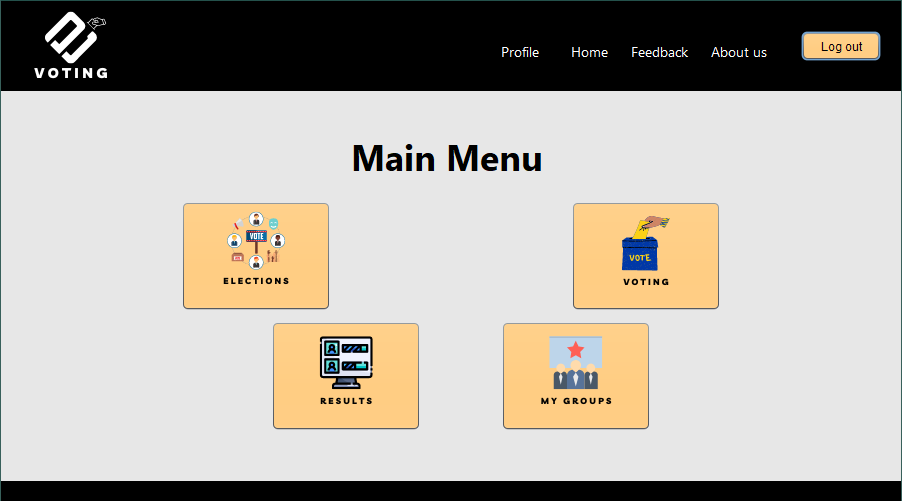 VOTING
Profile Home Feedback About us Log out
Main Menu
VOTE
ELECTIONS
VOTE
VOTING
RESULTS
MY GROUPS